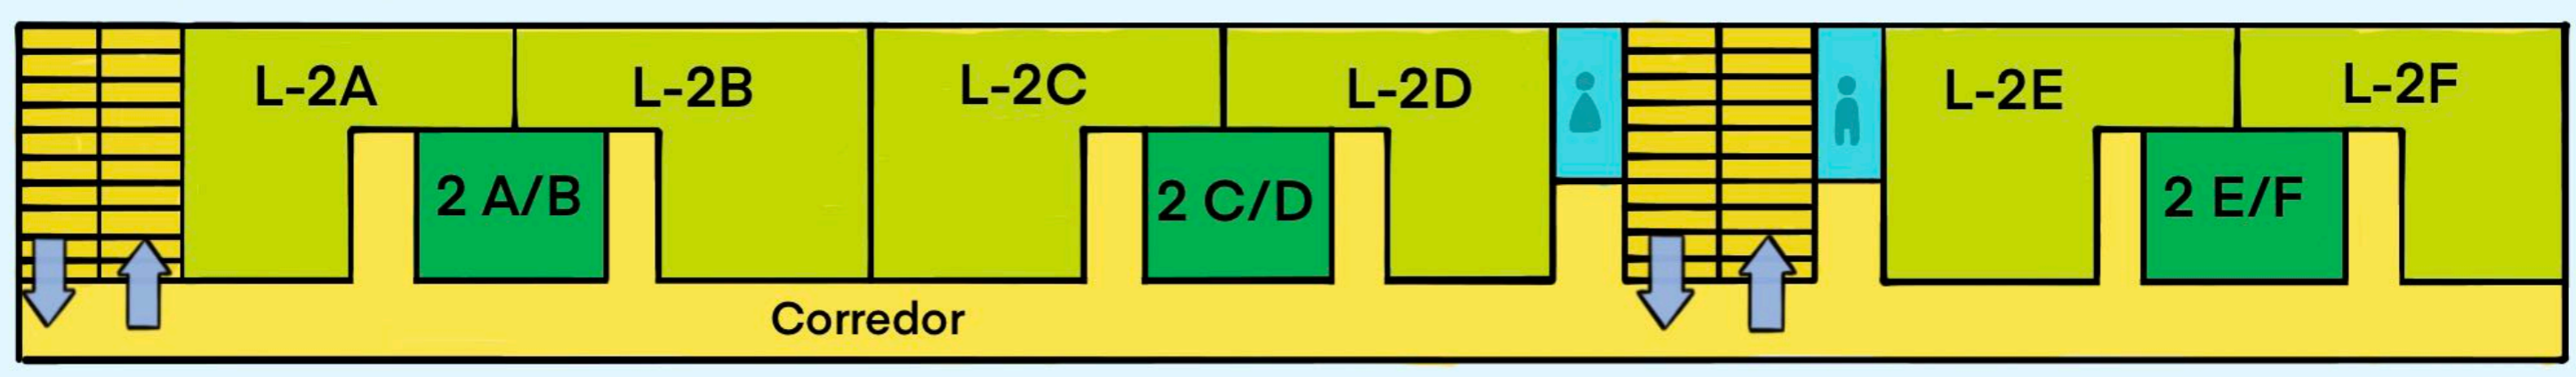 L-2A
L-2B
L-2C
L-2D
L-2E
L-2F
2 A/B
2 C/D
2 E/F
Corredor